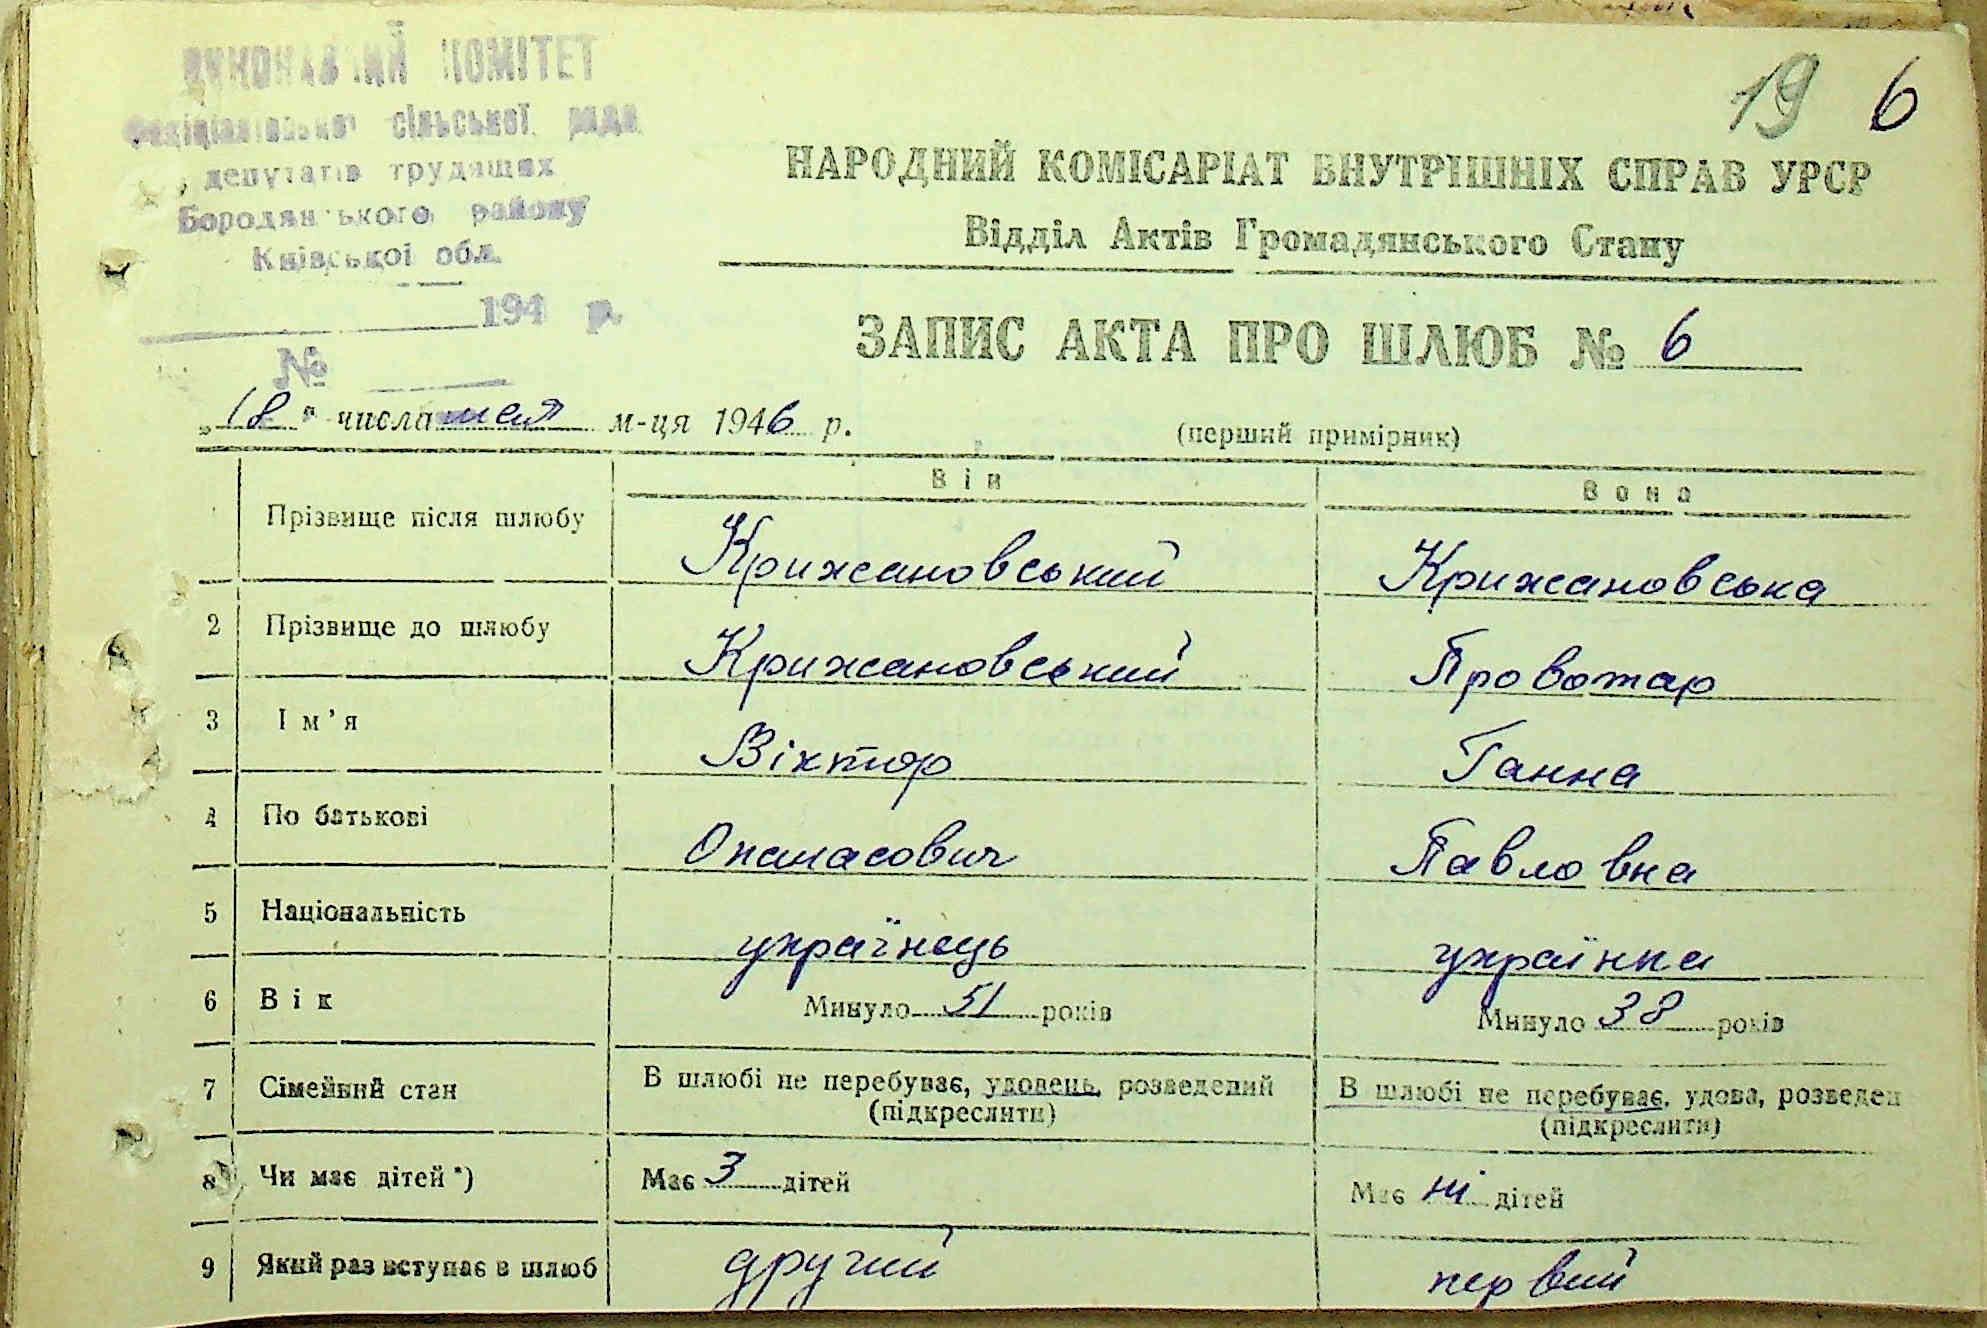 ВИКОНАВЧИЙ КОМІТЕТ
сільської ради
депутатів трудящих
Бородянського району
Київської обл.
194 р.
№
19 6
НАРОДНИЙ КОМІСАРІАТ ВНУТРІШНІХ СПРАВ УРСР
Відділ Актів Громадянського Стану
ЗАПИС АКТА ПРО ШЛЮБ № 6
„18" числа мая м-ця 1946 р.
(перший примірник)
Він Вона
Прізвище після шлюбу Крижановський Крижановська
2 Прізвище до шлюбу Крижановський Провотар
3 Ім'я Віктор Ганна
4 По батькові Опанасович Павловна
5 Національність українець українка
6 Вік Минуло 51 років Минуло 38 років
7 Сімейний стан В шлюбі не перебуває, удовець, розведений В шлюбі не перебуває, удова, розведен
(підкреслити) (підкреслити)
8 Чи має дітей *) Має 3 дітей Має ні дітей
9 Який раз вступає в шлюб другий первий